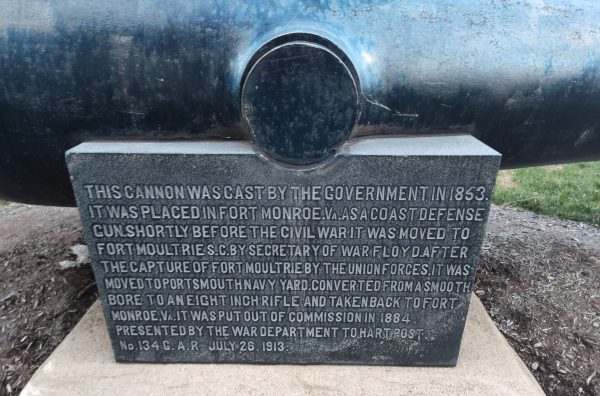 THIS CANNON WAS CAST BY THE GOVERNMENT IN 1853.
IT WAS PLACED IN FORT MONROE, VA. AS A COAST DEFENSE
GUN. SHORTLY BEFORE THE CIVIL WAR IT WAS MOVED TO
FORT MOULTRIE S.C. BY SECRETARY OF WAR FLOYD. AFTER
THE CAPTURE OF FORT MOULTRIE BY THE UNION FORCES, IT WAS
MOVED TO PORTSMOUTH NAVY YARD, CONVERTED FROM A SMOOTH
BORE TO AN EIGHT INCH RIFLE AND TAKEN BACK TO FORT
MONROE, VA. IT WAS PUT OUT OF COMMISSION IN 1884.
PRESENTED BY THE WAR DEPARTMENT TO HART POST
NO. 134 G. A. R. JULY 26, 1913.